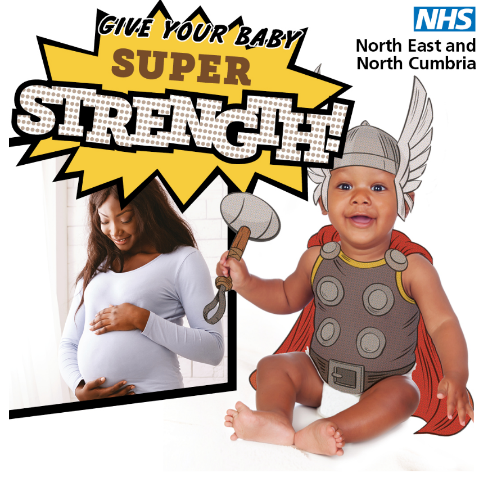 GIVE YOUR BABY
SUPER
STRENGTH!
NHS
North East and
North Cumbria